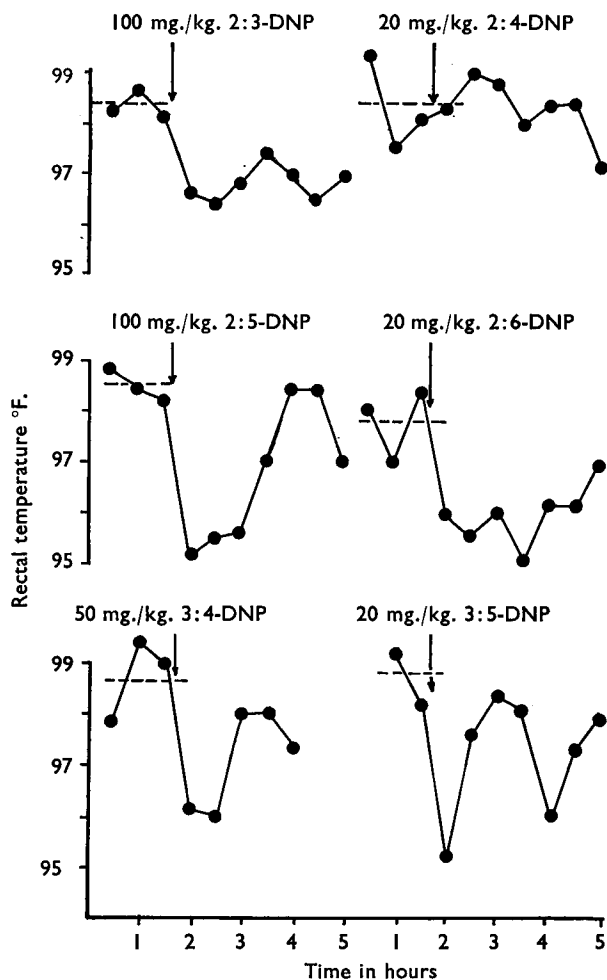 100 mg./kg. 2:3-DNP
20 mg./kg. 2:4-DNP
99
97
95
100 mg./kg. 2:5-DNP
20 mg./kg. 2:6-DNP
99
97
95
50 mg./kg. 3:4-DNP
20 mg./kg. 3:5-DNP
99
97
95
Rectal temperature °F.
1 2 3 4 5 1 2 3 4 5
Time in hours